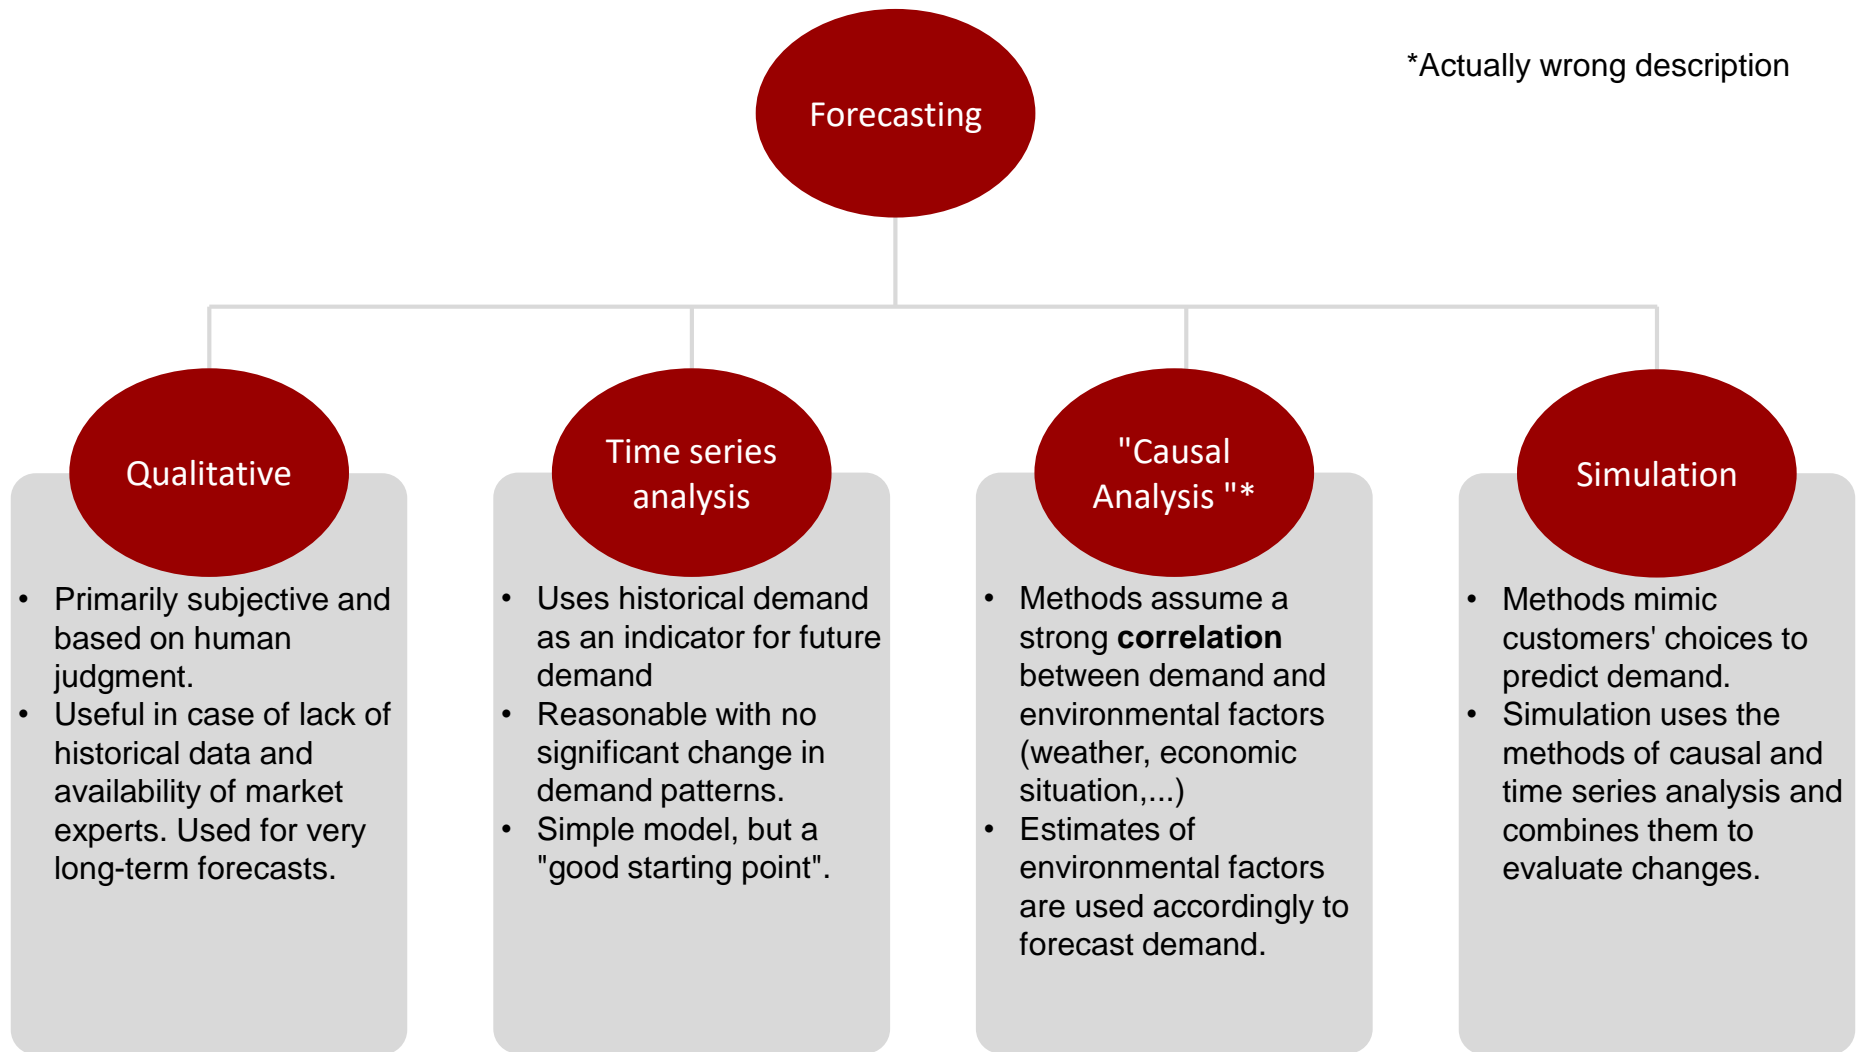 *Actually wrong description
Forecasting
Qualitative
• Primarily subjective and
based on human
judgment.
• Useful in case of lack of
historical data and
availability of market
experts. Used for very
long-term forecasts.
Time series
analysis
• Uses historical demand
as an indicator for future
demand
• Reasonable with no
significant change in
demand patterns.
• Simple model, but a
"good starting point".
"Causal
Analysis "*
• Methods assume a
strong correlation
between demand and
environmental factors
(weather, economic
situation,...)
• Estimates of
environmental factors
are used accordingly to
forecast demand.
Simulation
• Methods mimic
customers' choices to
predict demand.
• Simulation uses the
methods of causal and
time series analysis and
combines them to
evaluate changes.